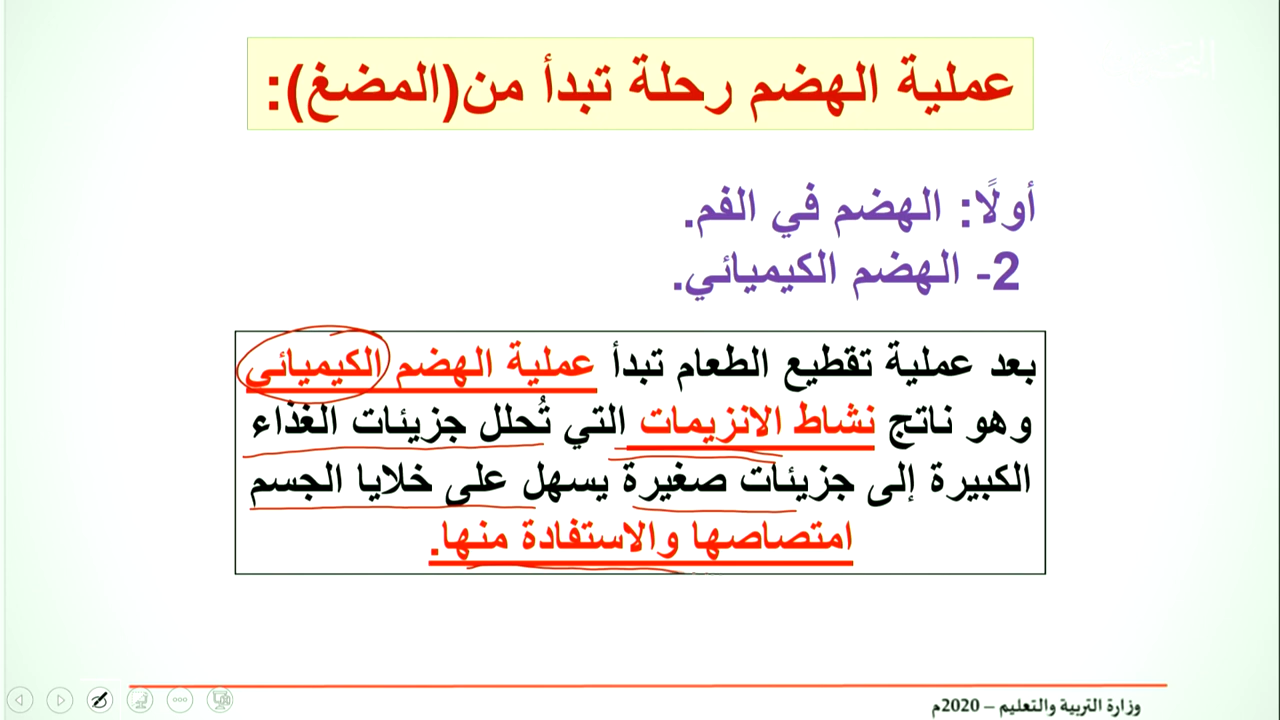 عملية الهضم رحلة تبدأ من(المضغ):
أولًا: الهضم في الفم.
2- الهضم الكيميائي.
بعد عملية تقطيع الطعام تبدأ عملية الهضم الكيميائي
وهو ناتج نشاط الانزيمات التي تُحلل جزيئات الغذاء
الكبيرة إلى جزيئات صغيرة يسهل على خلايا الجسم
امتصاصها والاستفادة منها.
وزارة التربية والتعليم – 2020م